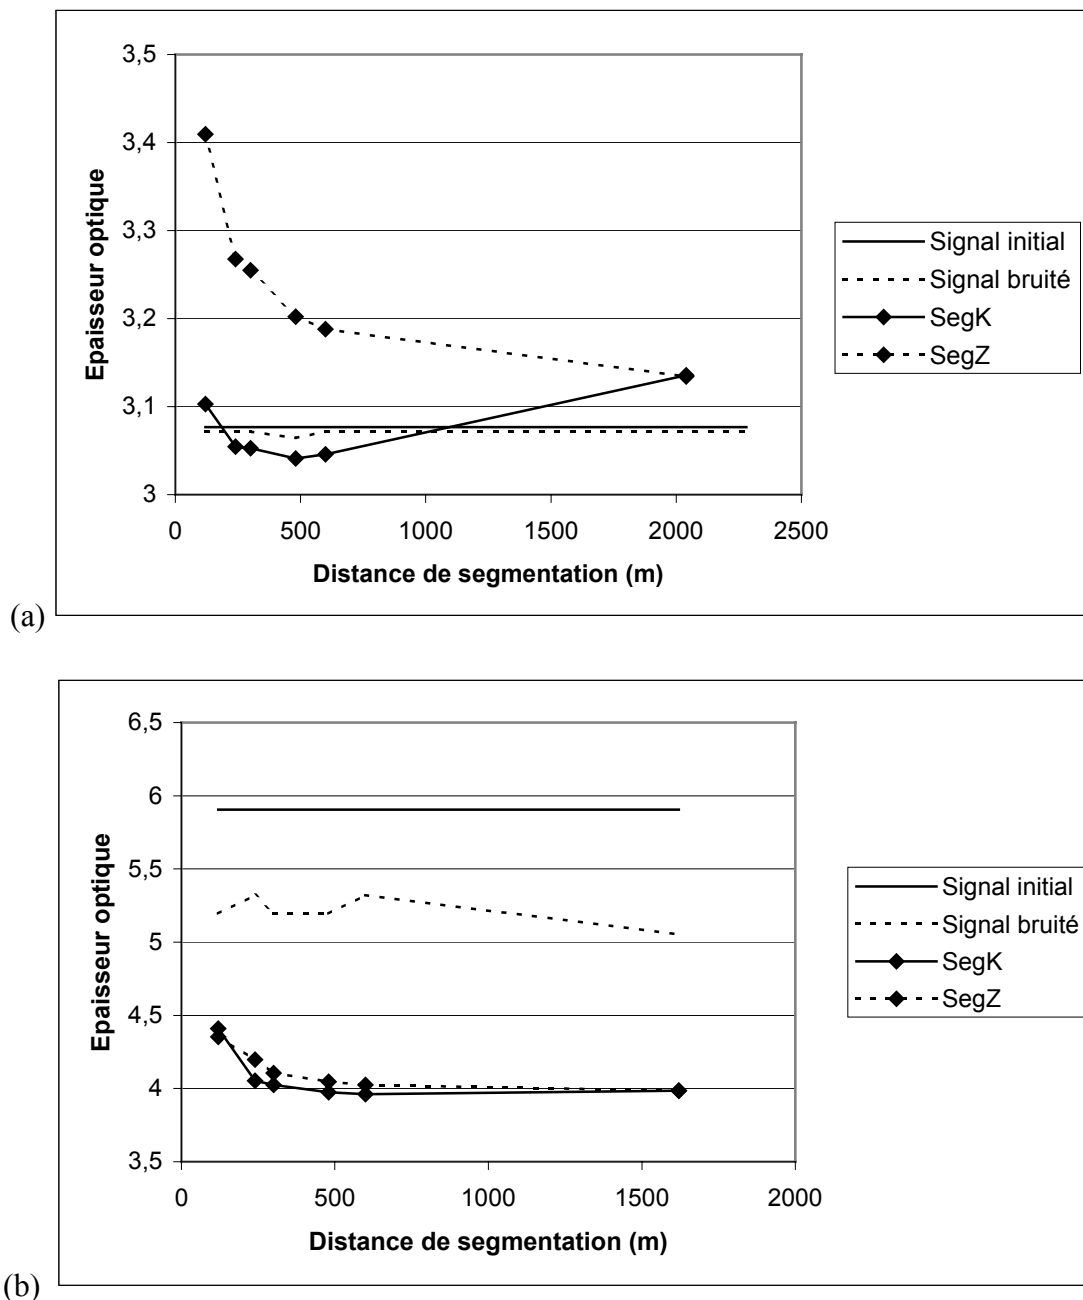 3,5
3,4
3,3
3,2
3,1
3
Epaisseur optique
0 500 1000 1500 2000 2500
Distance de segmentation (m)
Signal initial
Signal bruité
SegK
SegZ
(a)
6,5
6
5,5
5
4,5
4
3,5
Epaisseur optique
0 500 1000 1500 2000
Distance de segmentation (m)
Signal initial
Signal bruité
SegK
SegZ
(b)